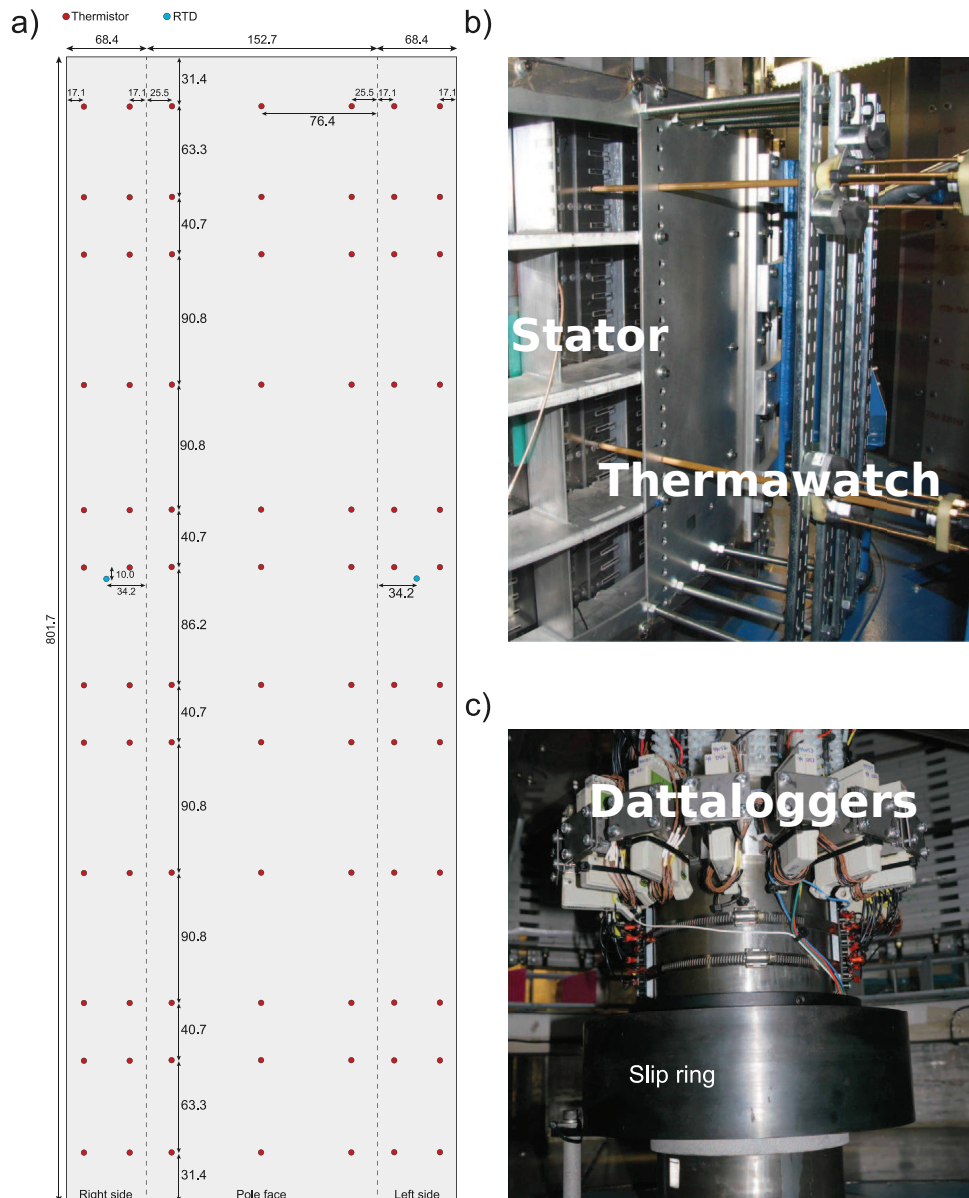 a)
Thermistor
RTD
68.4
152.7
68.4
31.4
17.1
17.1
25.5
25.5
17.1
17.1
76.4
63.3
40.7
90.8
90.8
40.7
10.0
34.2
34.2
801.7
86.2
40.7
90.8
90.8
40.7
63.3
31.4
Right side
Pole face
Left side
b)
Stator
Thermawatch
c)
Dattaloggers
Slip ring